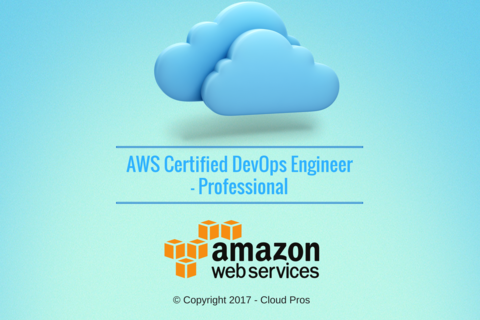 AWS Certified DevOps Engineer
- Professional
amazon
web services
© Copyright 2017 - Cloud Pros